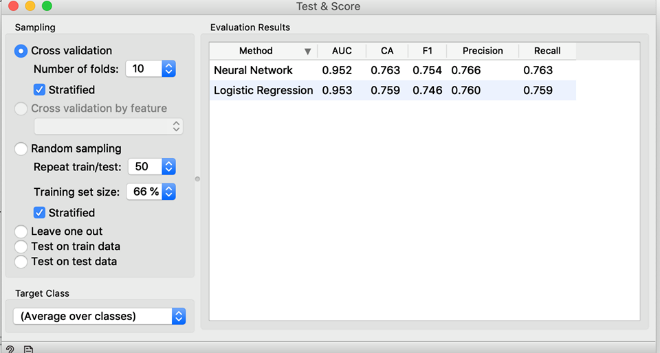 Test & Score
Sampling
Cross validation
Number of folds: 10
Stratified
Cross validation by feature
Random sampling
Repeat train/test: 50
Training set size: 66 %
Stratified
Leave one out
Test on train data
Test on test data
Target Class
(Average over classes)
Evaluation Results
Method AUC CA F1 Precision Recall
Neural Network 0.952 0.763 0.754 0.766 0.763
Logistic Regression 0.953 0.759 0.746 0.760 0.759
?